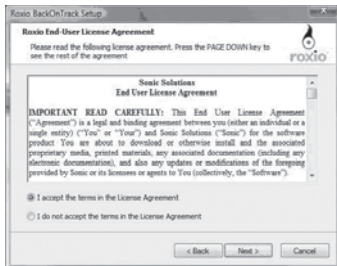 Roxio BackOnTrack Setup
Roxio End-User License Agreement
Please read the following license agreement. Press the PAGE DOWN key to
see the rest of the agreement
roxio
Sonic Solutions
End User License Agreement
IMPORTANT READ CAREFULLY: This End User License Agreement
("Agreement") is a legal and binding agreement between you (either an individual or a
single entity) ("You" or "Your") and Sonic Solutions ("Sonic") for the software
product You are about to download or otherwise install and the associated
proprietary media, printed materials, any associated documentation (including any
electronic documentation), and also any updates or modifications of the foregoing
provided by Sonic or its licensees or agents to You (collectively, the "Software").
I accept the terms in the License Agreement
I do not accept the terms in the License Agreement
< Back
Next >
Cancel